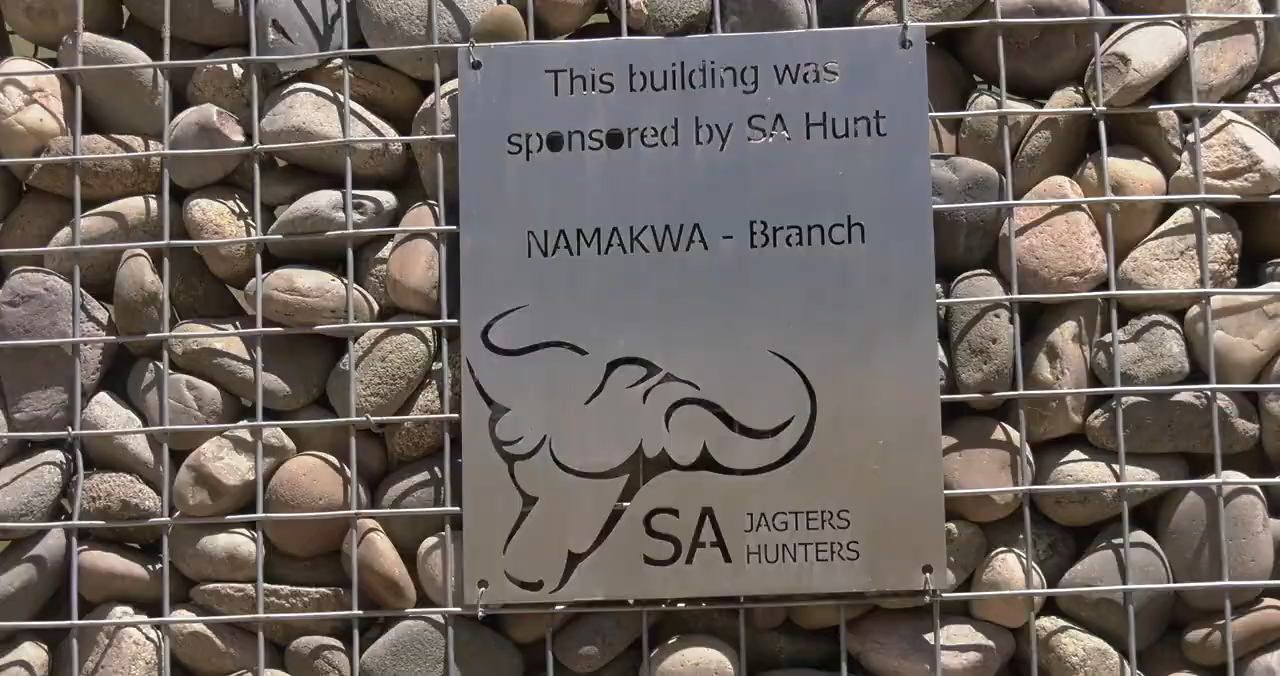 This building was
sponsored by SA Hunt
NAMAKWA - Branch
SA JAGTERS
HUNTERS